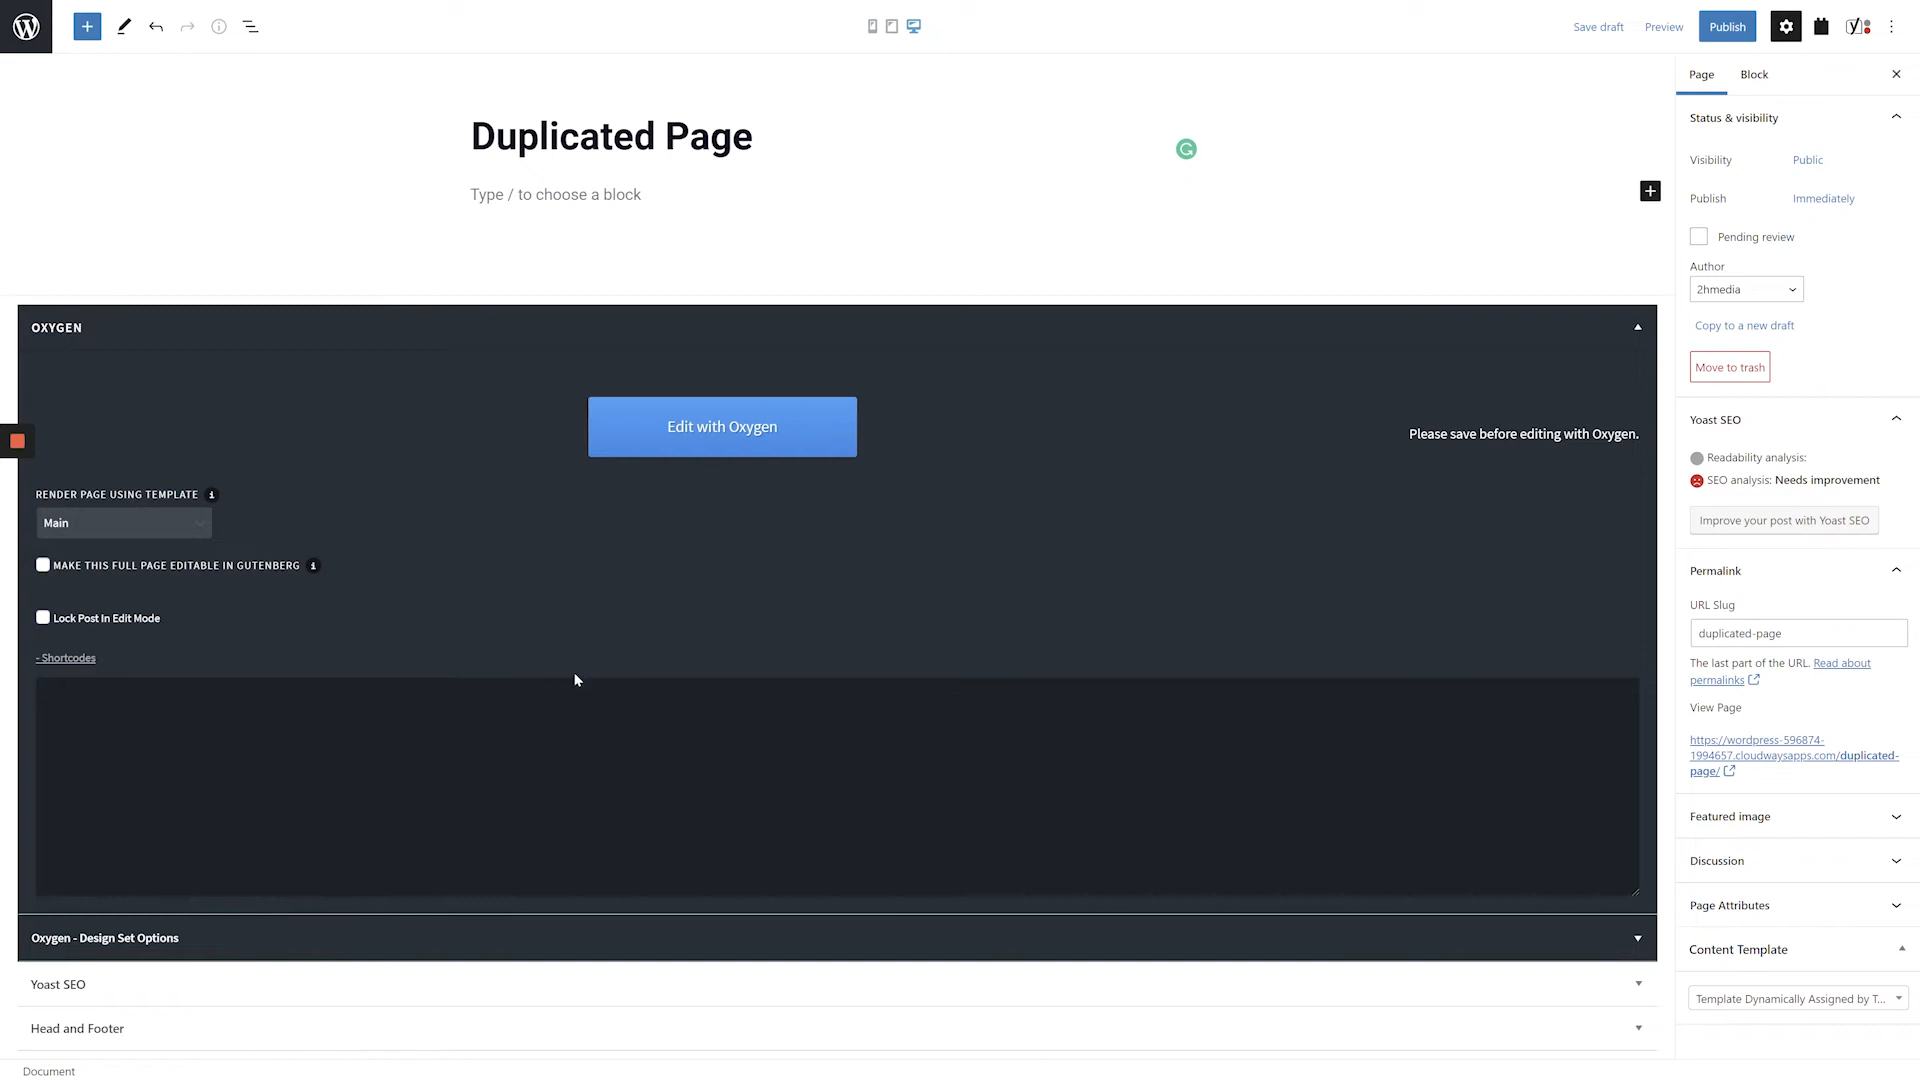 Save draft
Preview
Publish
Page
Block
Duplicated Page
Type / to choose a block
Status & visibility
Visibility
Public
Publish
Immediately
Pending review
Author
2hmedia
Copy to a new draft
Move to trash
OXYGEN
Edit with Oxygen
Please save before editing with Oxygen.
RENDER PAGE USING TEMPLATE
Main
MAKE THIS FULL PAGE EDITABLE IN GUTENBERG
Lock Post In Edit Mode
- Shortcodes
Oxygen - Design Set Options
Yoast SEO
Head and Footer
Document
Yoast SEO
Readability analysis:
SEO analysis: Needs improvement
Improve your post with Yoast SEO
Permalink
URL Slug
duplicated-page
The last part of the URL. Read about
permalinks
View Page
https://wordpress-596874-
1994657.cloudwaysapps.com/duplicated-
page/
Featured image
Discussion
Page Attributes
Content Template
Template Dynamically Assigned by T...